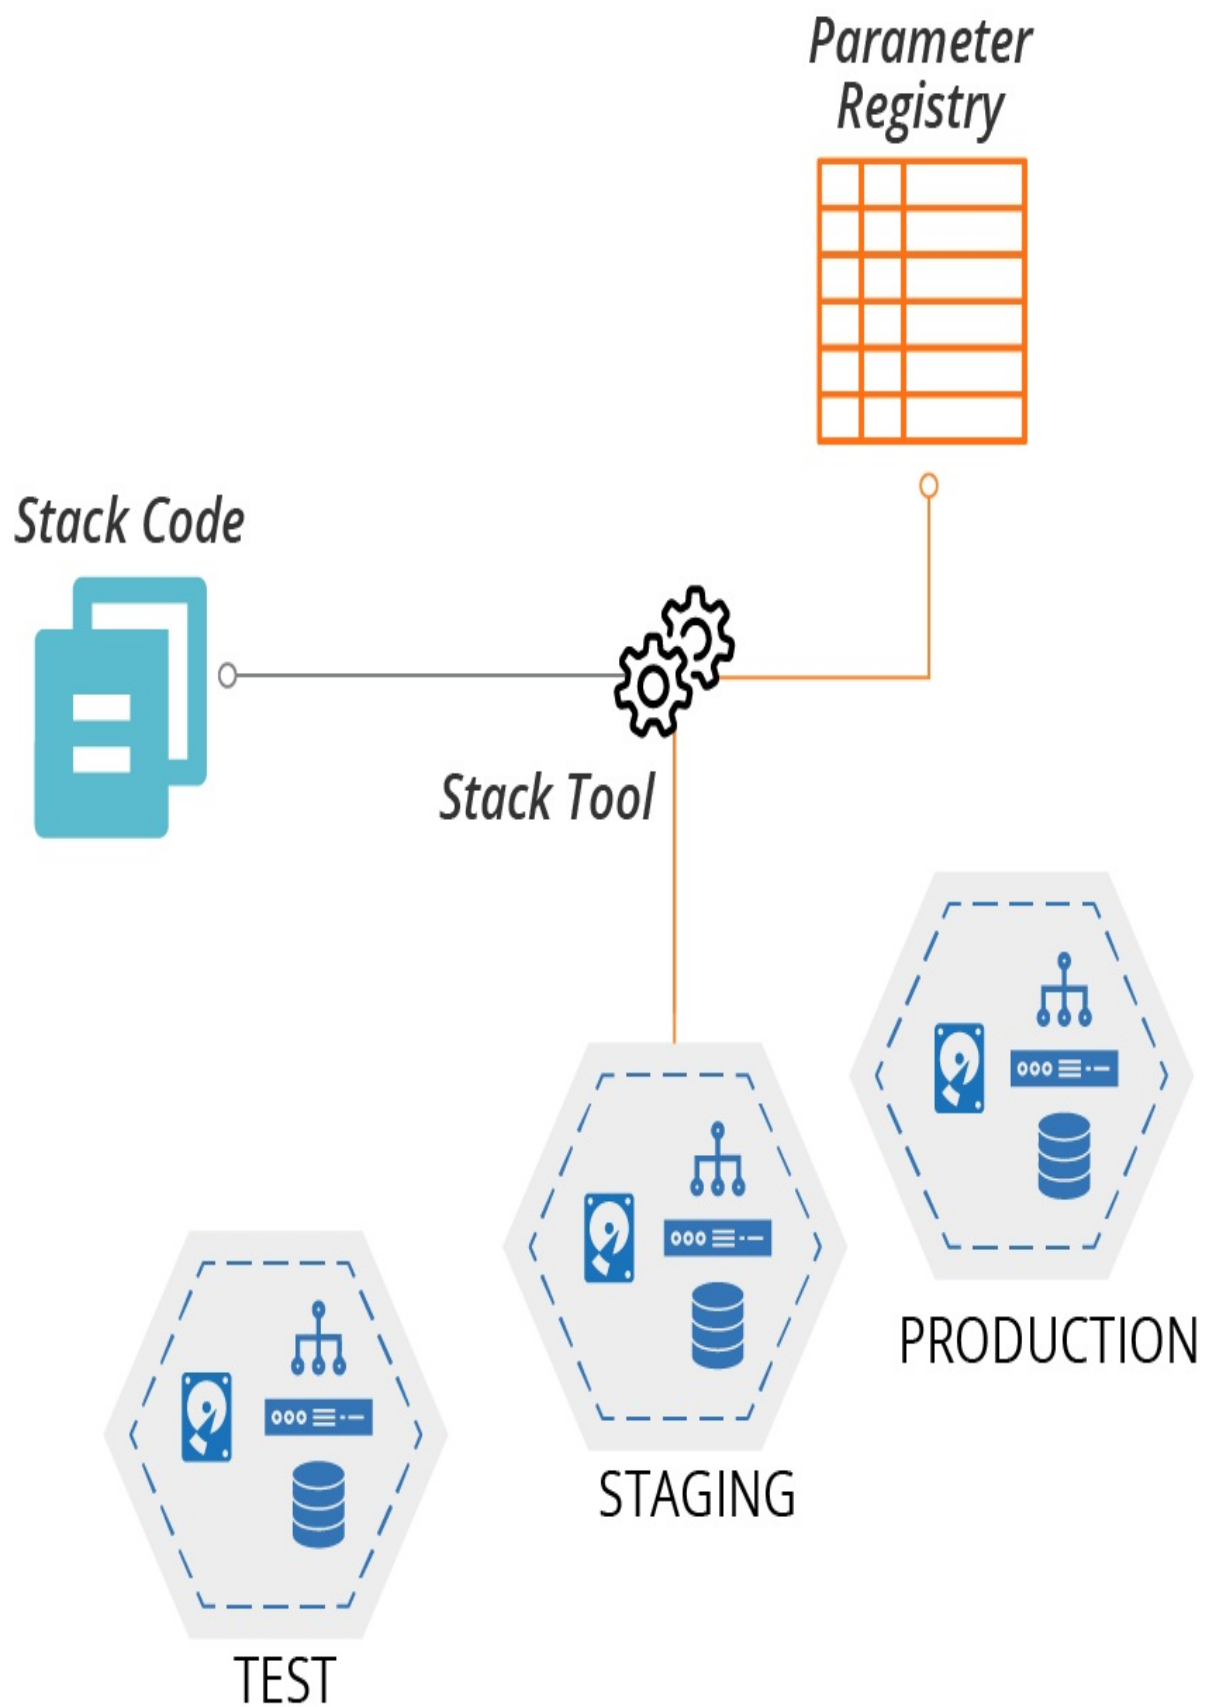 Parameter
Registry
Stack Code
Stack Tool
PRODUCTION
STAGING
TEST